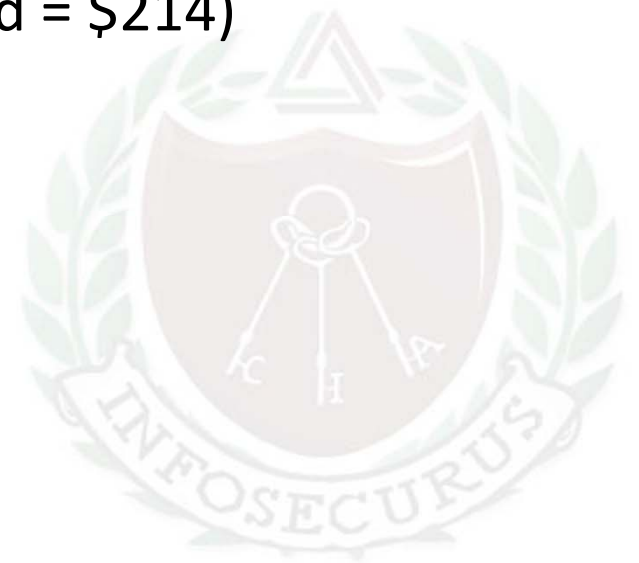 d = $214)
C I A
INFOSECURUS